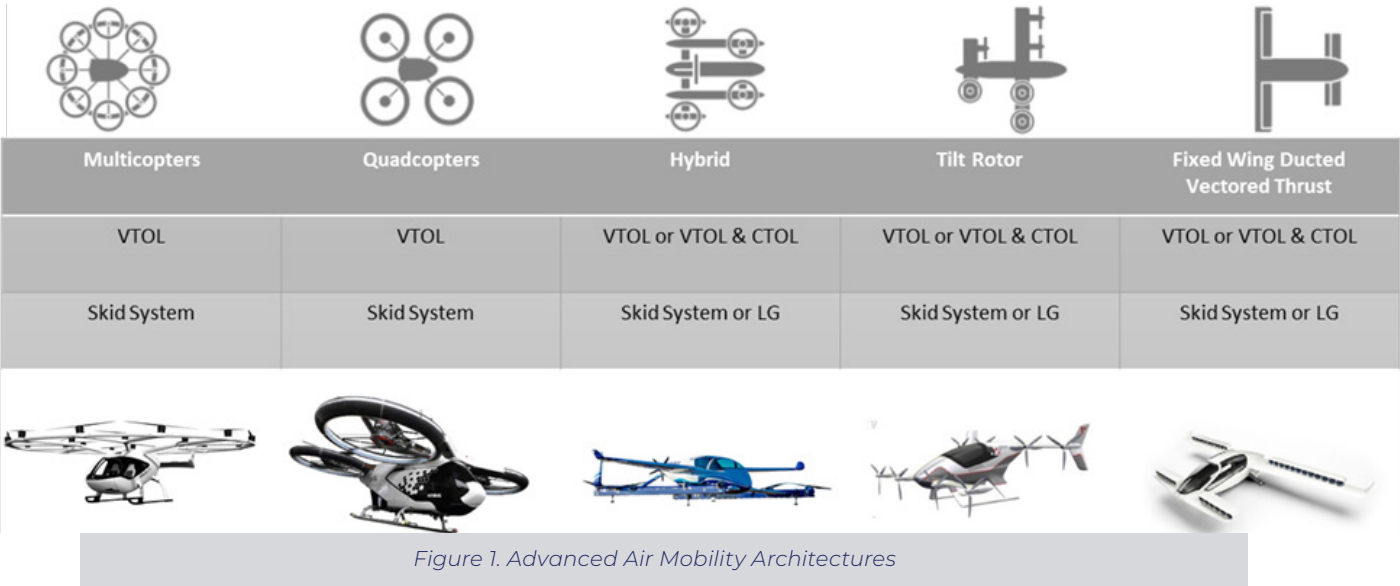 Multicopters
Quadcopters
Hybrid
Tilt Rotor
Fixed Wing Ducted
Vectored Thrust
VTOL
VTOL
VTOL or VTOL & CTOL
VTOL or VTOL & CTOL
VTOL or VTOL & CTOL
Skid System
Skid System
Skid System or LG
Skid System or LG
Skid System or LG
Figure 1. Advanced Air Mobility Architectures